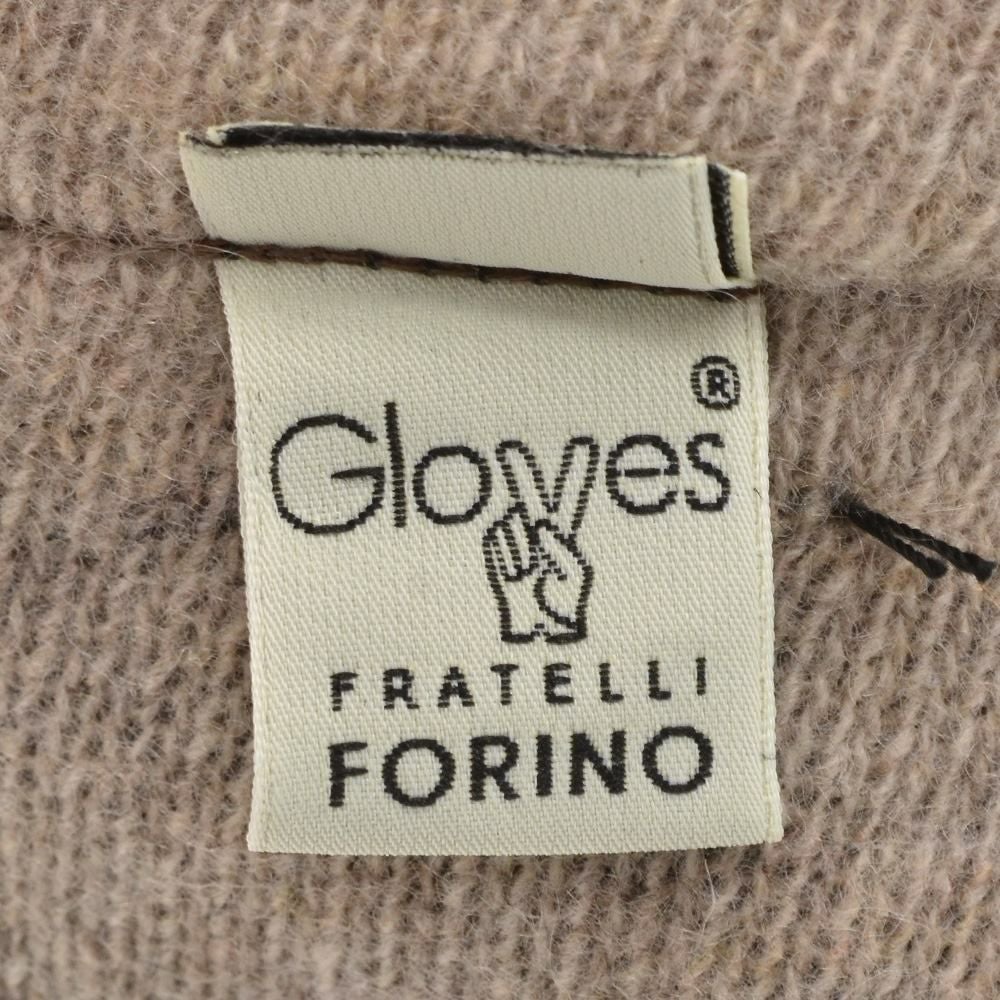 ®
Gloves
FRATELLI
FORINO